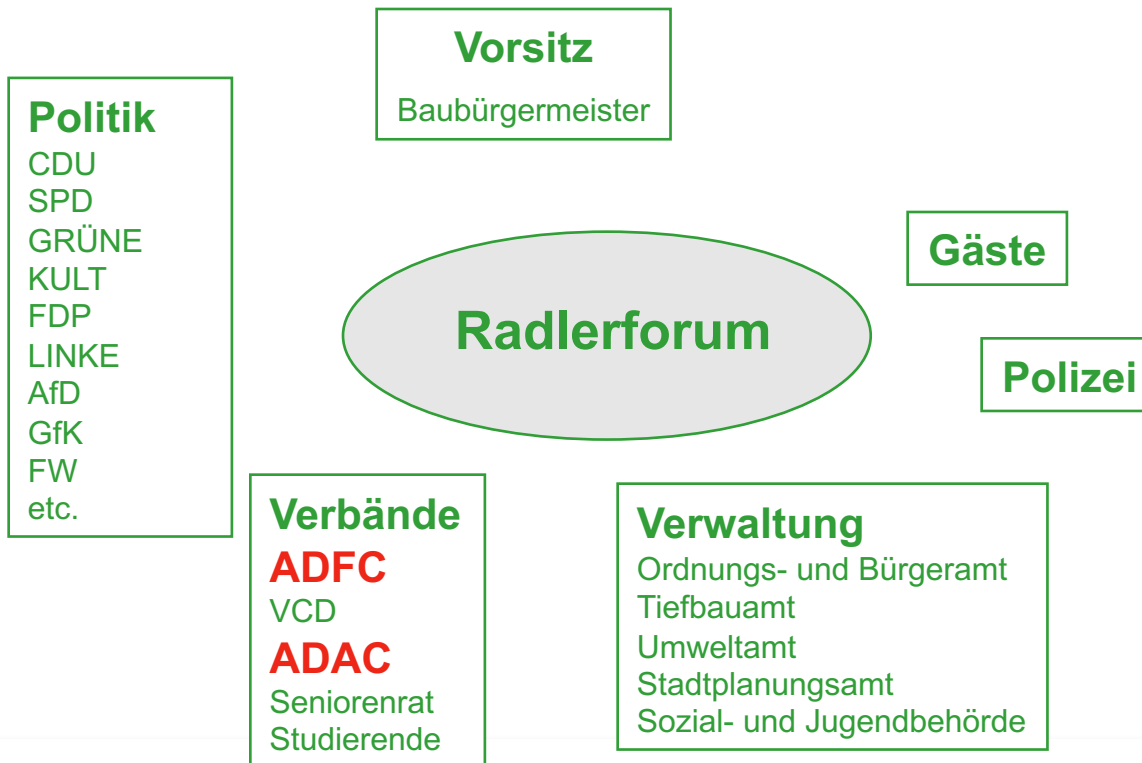 Vorsitz
Baubürgermeister
Politik
CDU
SPD
GRÜNE
KULT
FDP
LINKE
AfD
GfK
FW
etc.
Radlerforum
Gäste
Polizei
Verbände
ADFC
VCD
ADAC
Seniorenrat
Studierende
Verwaltung
Ordnungs- und Bürgeramt
Tiefbauamt
Umweltamt
Stadtplanungsamt
Sozial- und Jugendbehörde